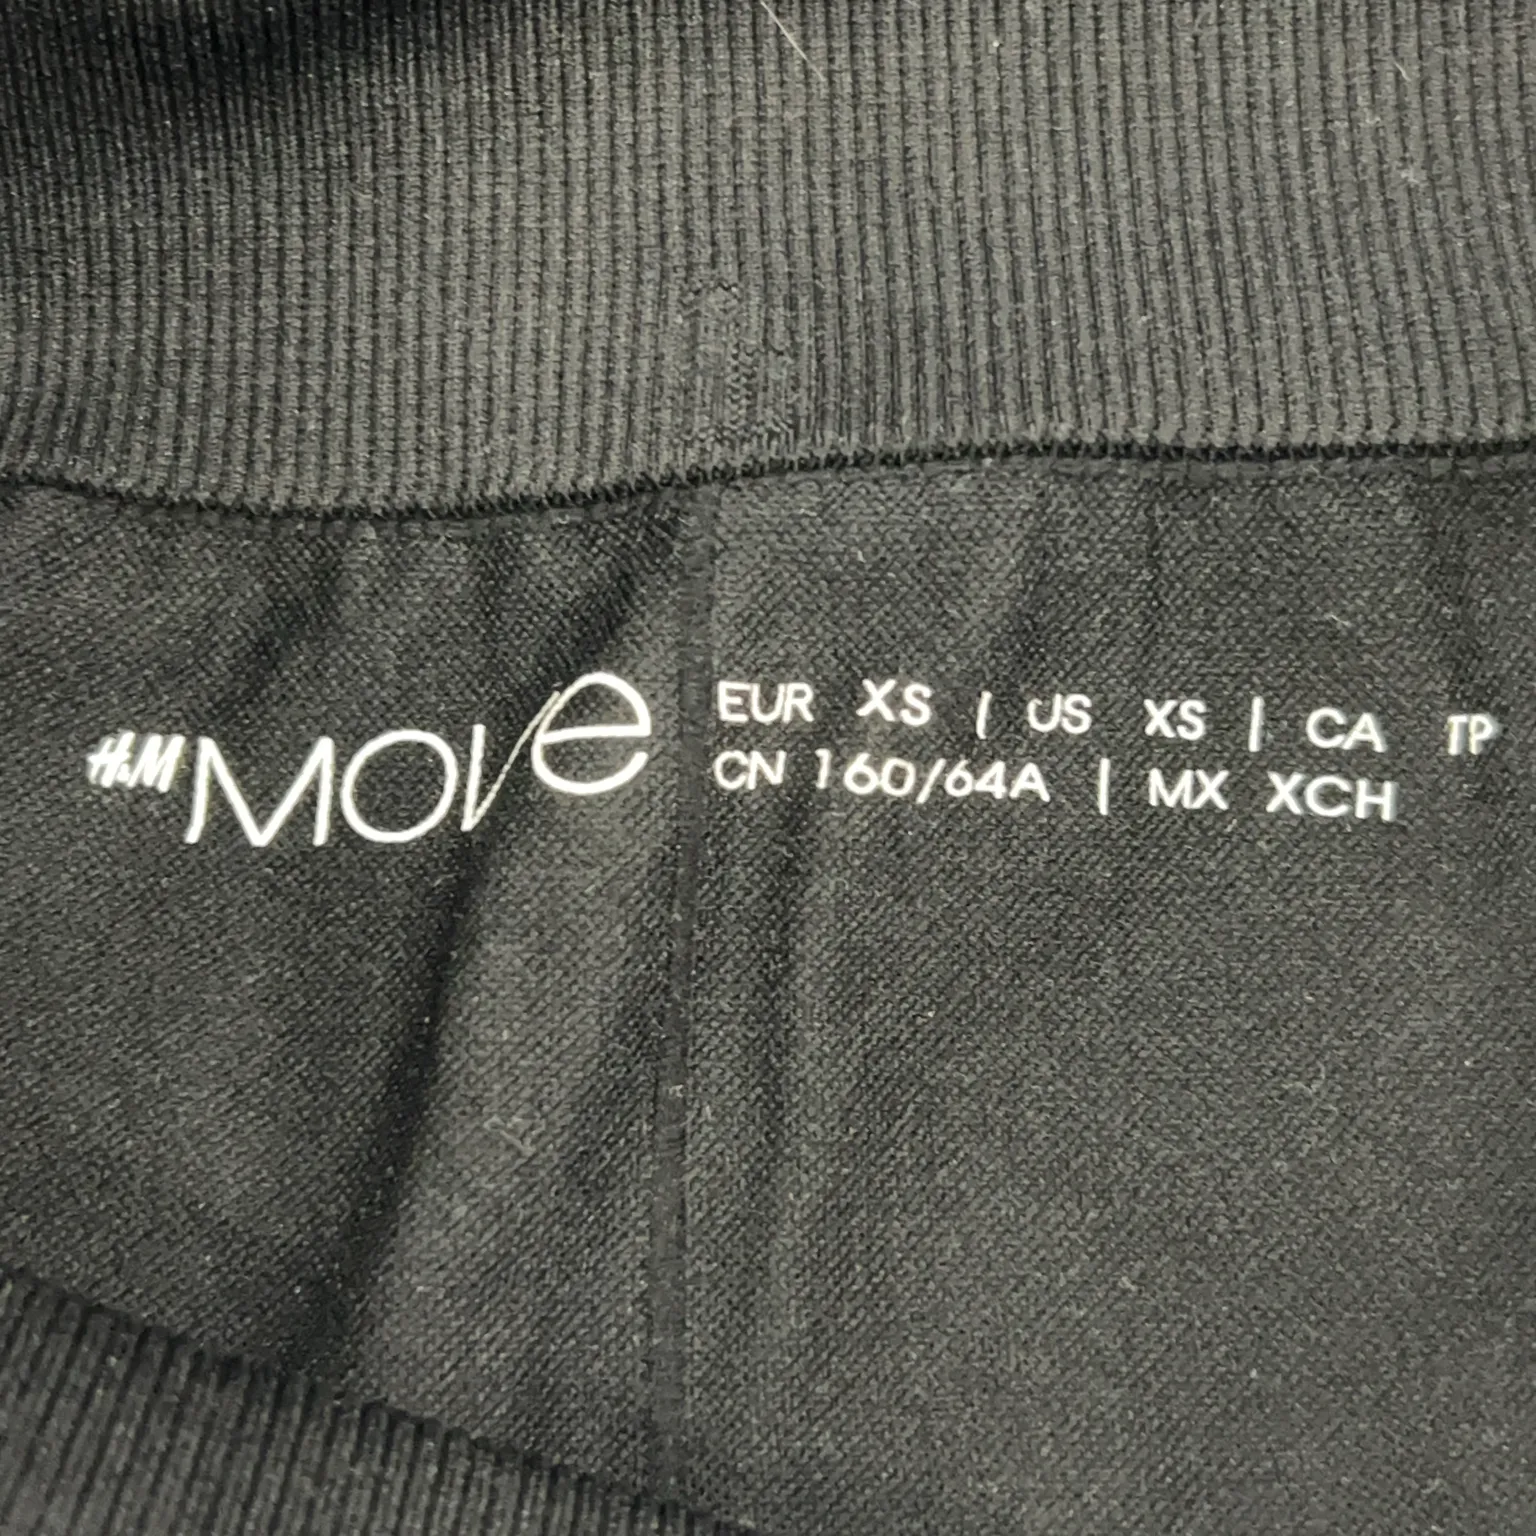 H&M Move
EUR XS | US XS | CA TP
CN 160/64A | MX XCH